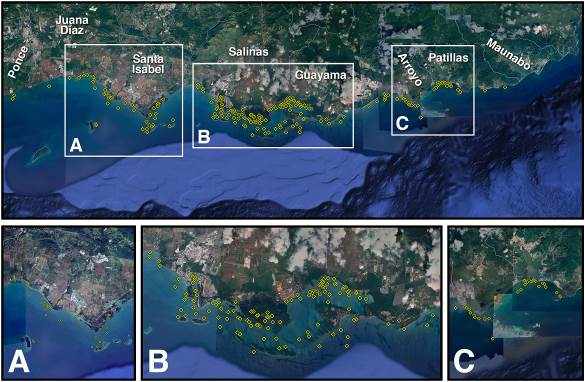 Juana
Díaz
Ponce
Santa
Isabel
Salinas
Guayama
Arroyo
Patillas
Maunabo
A
B
C
A
B
C